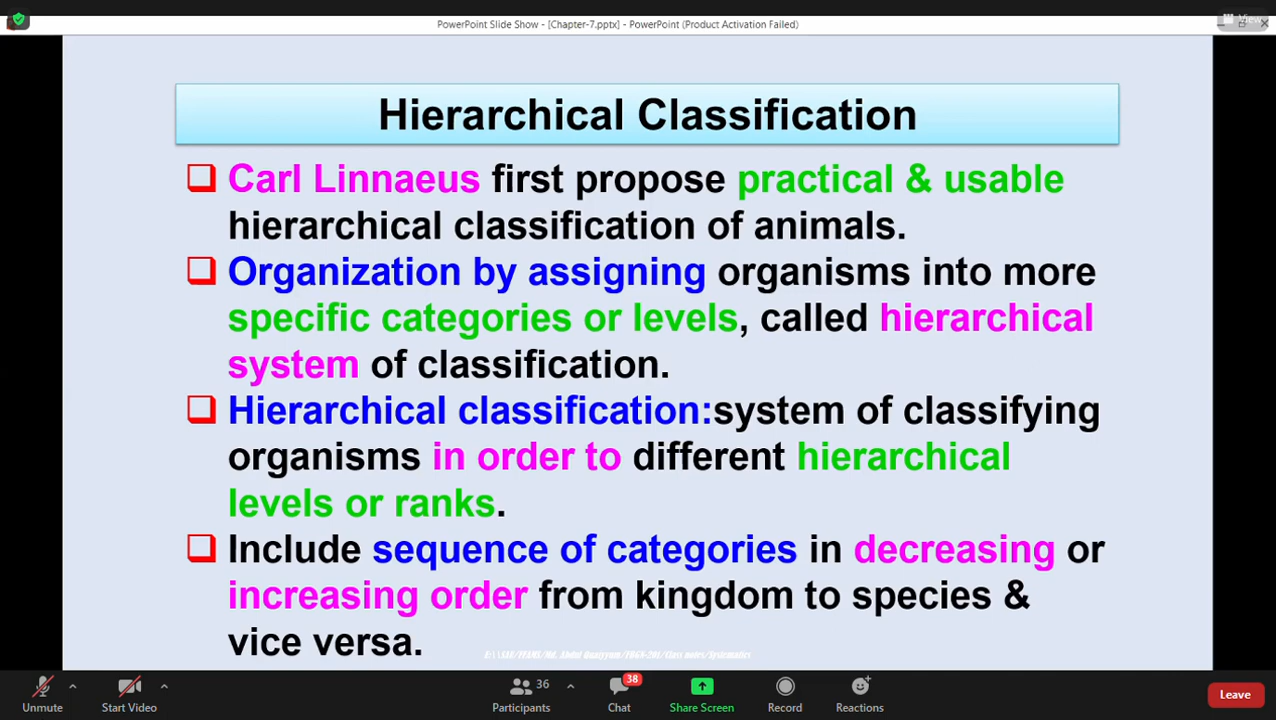 PowerPoint Slide Show - [Chapter-7.pptx] - PowerPoint (Product Activation Failed)
View
Hierarchical Classification
Carl Linnaeus first propose practical & usable
hierarchical classification of animals.
Organization by assigning organisms into more
specific categories or levels, called hierarchical
system of classification.
Hierarchical classification:system of classifying
organisms in order to different hierarchical
levels or ranks.
Include sequence of categories in decreasing or
increasing order from kingdom to species &
vice versa.
Unmute
Start Video
36
Participants
38
Chat
Share Screen
Record
Reactions
Leave